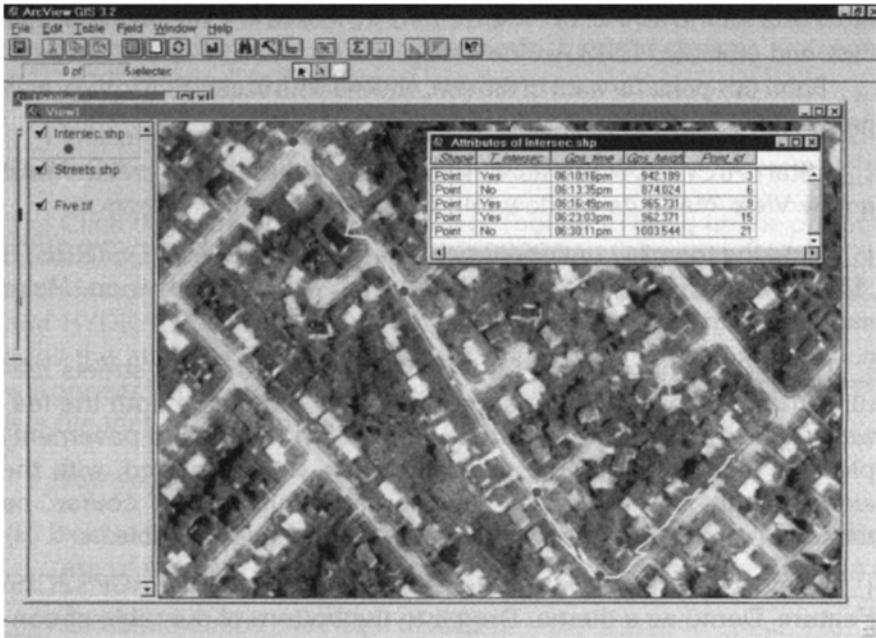 ArcView GIS 3.2
File Edit Table Field Window Help
0 of 5 selected
View1
Intersec.shp
Streets.shp
Five.tif
Attributes of Intersec.shp
Shape T_intersec Gps_time Gps_heigh Point_id
Point Yes 06:10:16pm 942.189 3
Point No 06:13:35pm 874.024 6
Point Yes 06:16:49pm 965.731 9
Point Yes 06:23:03pm 962.371 15
Point No 06:30:11pm 1003.544 21